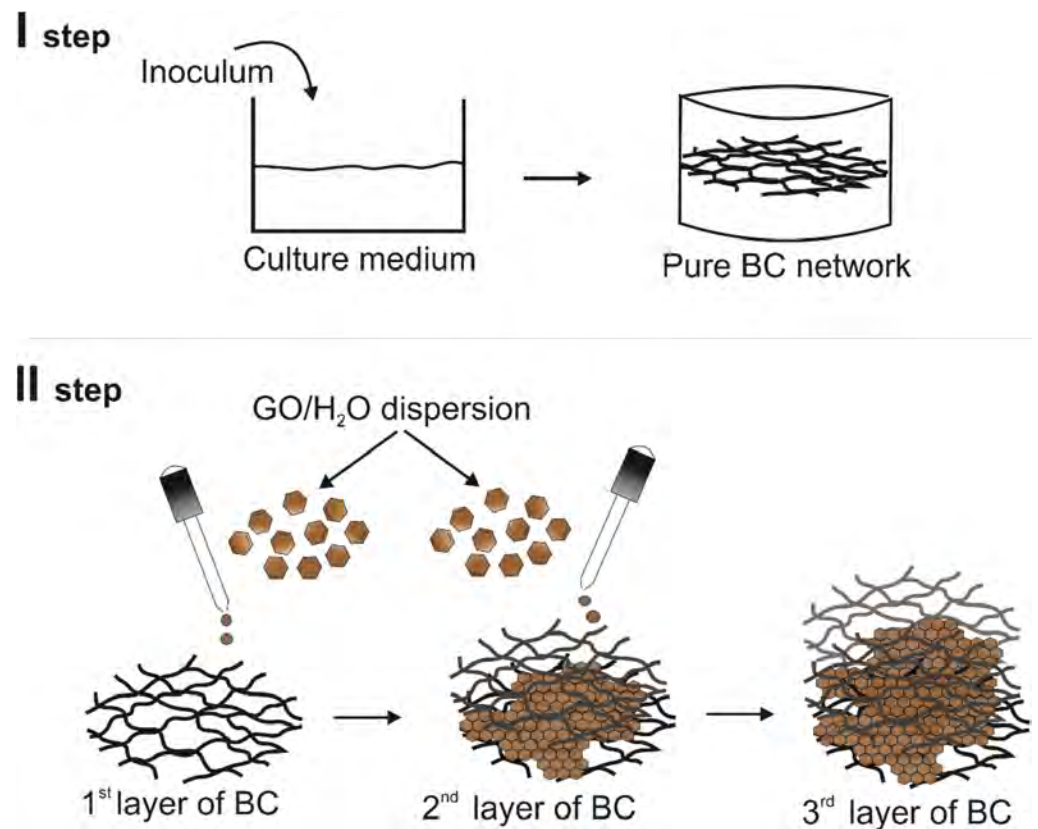 I step
Inoculum
Culture medium
Pure BC network
II step
GO/H₂O dispersion
1ˢᵗ layer of BC
2ⁿᵈ layer of BC
3ʳᵈ layer of BC